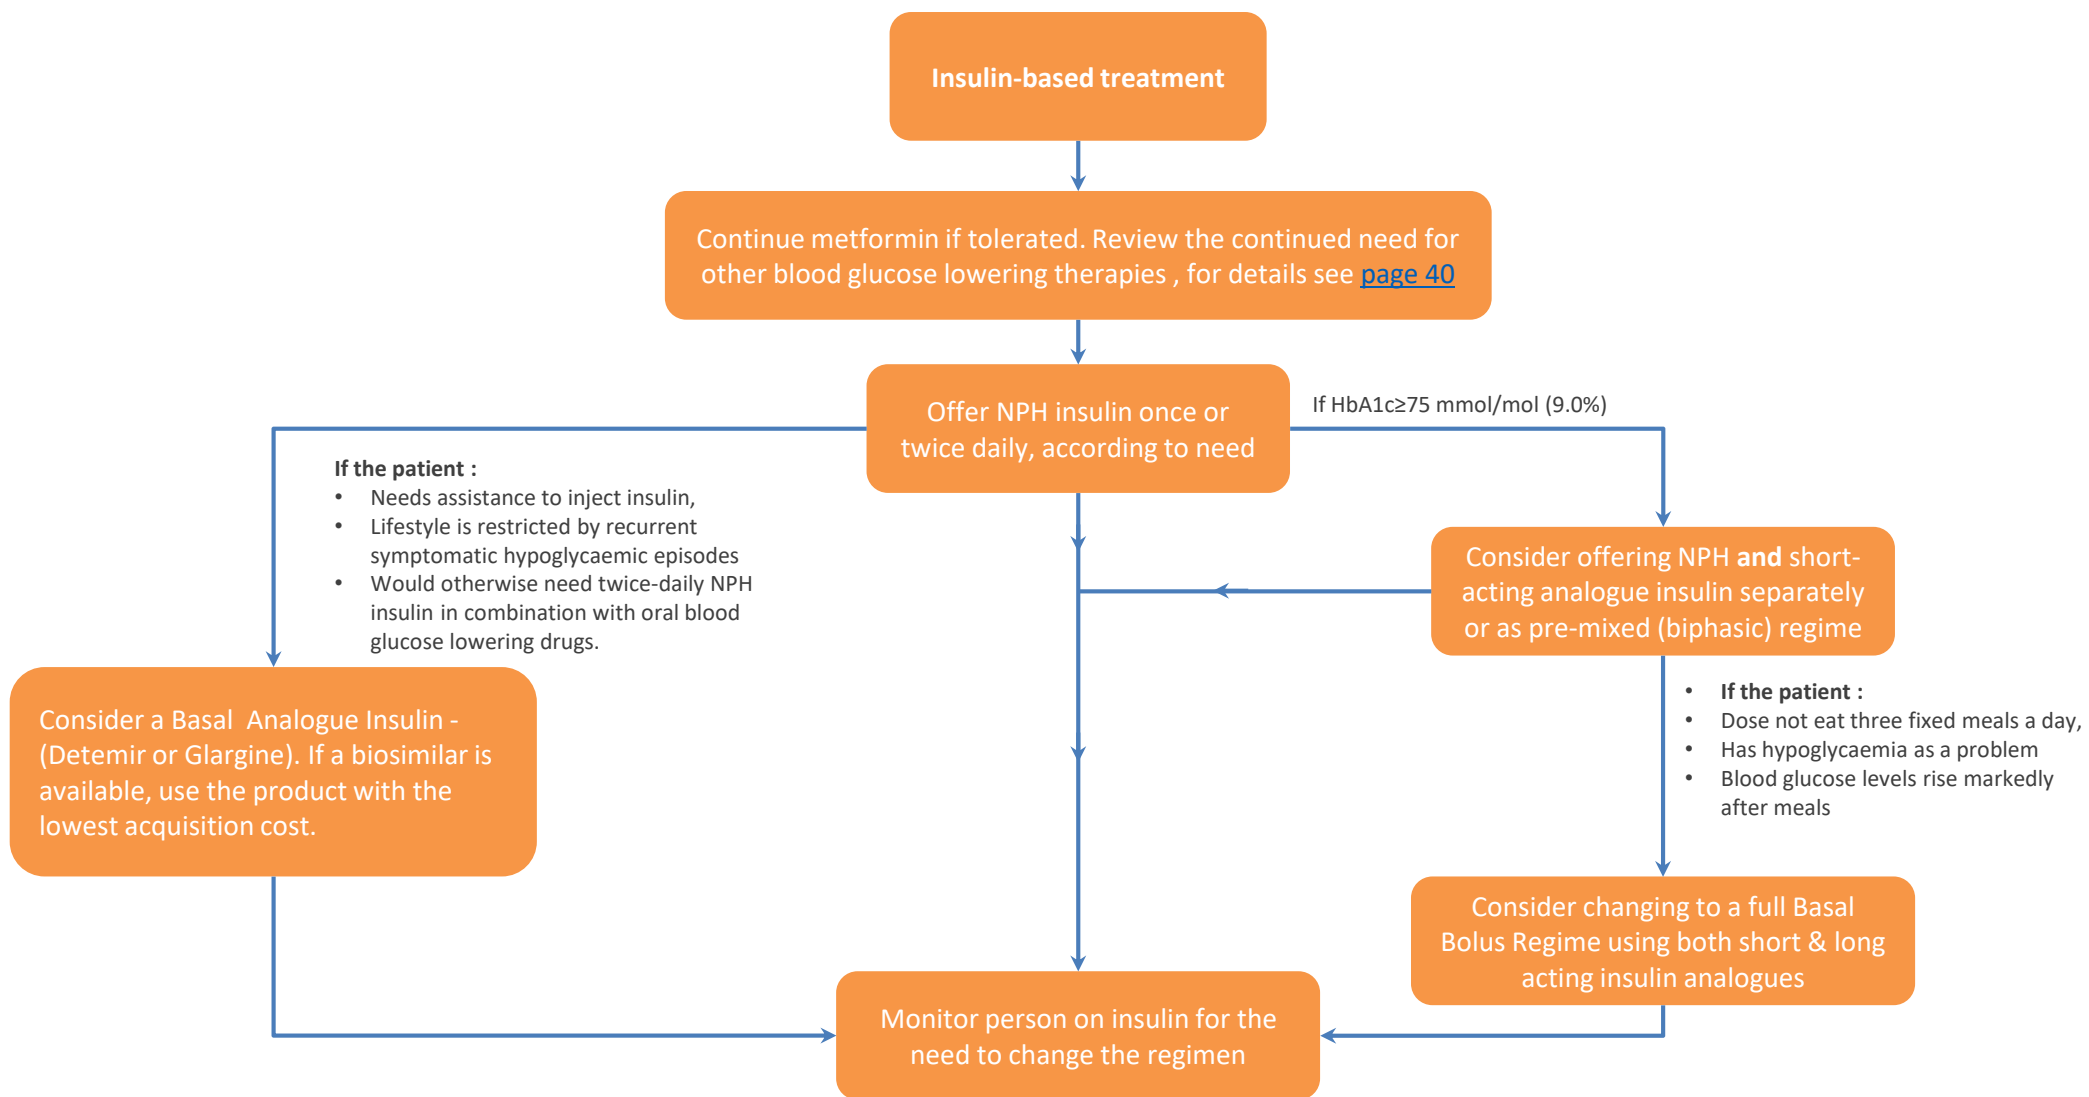 Insulin-based treatment
Continue metformin if tolerated. Review the continued need for
other blood glucose lowering therapies , for details see page 40
Offer NPH insulin once or
twice daily, according to need
If HbA1c≥75 mmol/mol (9.0%)
If the patient :
• Needs assistance to inject insulin,
• Lifestyle is restricted by recurrent
symptomatic hypoglycaemic episodes
• Would otherwise need twice-daily NPH
insulin in combination with oral blood
glucose lowering drugs.
Consider offering NPH and short-
acting analogue insulin separately
or as pre-mixed (biphasic) regime
Consider a Basal Analogue Insulin -
(Detemir or Glargine). If a biosimilar is
available, use the product with the
lowest acquisition cost.
• If the patient :
• Dose not eat three fixed meals a day,
• Has hypoglycaemia as a problem
• Blood glucose levels rise markedly
after meals
Consider changing to a full Basal
Bolus Regime using both short & long
acting insulin analogues
Monitor person on insulin for the
need to change the regimen